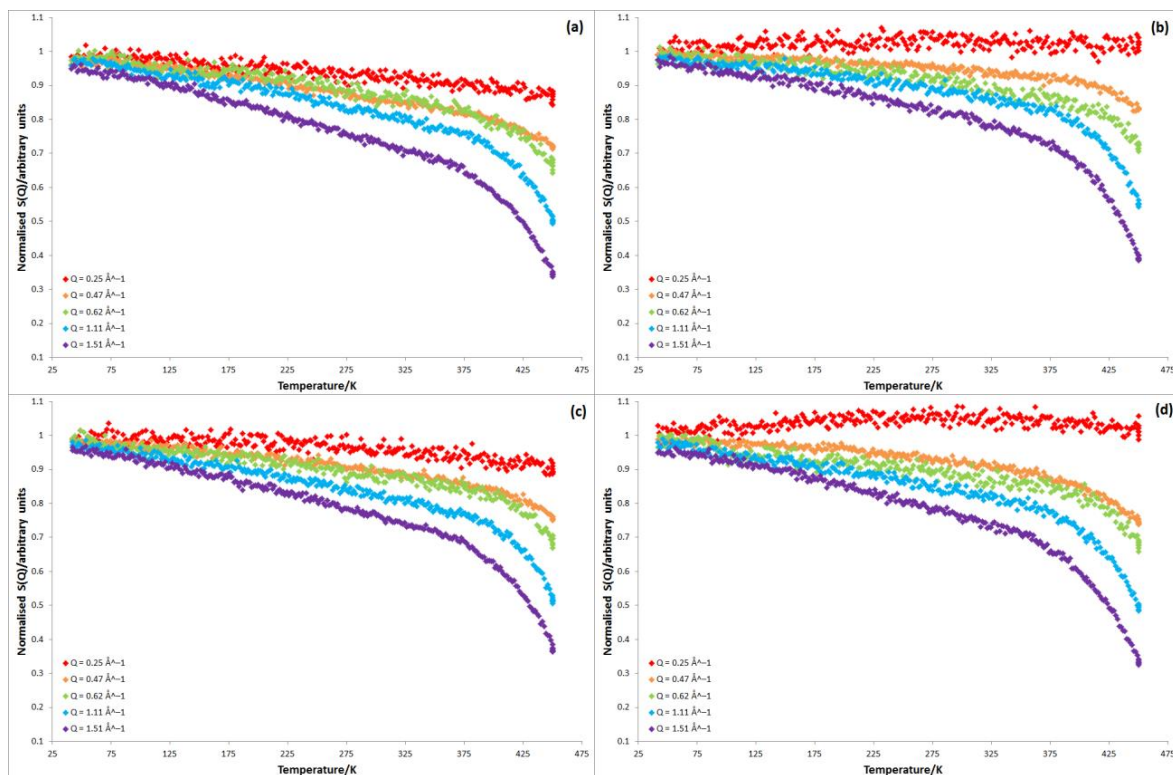 (a)
Normalised S(Q)/arbitrary units
1.1
1
0.9
0.8
0.7
0.6
0.5
0.4
0.3
0.2
0.1
Q = 0.25 Å^−1
Q = 0.47 Å^−1
Q = 0.62 Å^−1
Q = 1.11 Å^−1
Q = 1.51 Å^−1
25 75 125 175 225 275 325 375 425 475
Temperature/K
(b)
Normalised S(Q)/arbitrary units
1.1
1
0.9
0.8
0.7
0.6
0.5
0.4
0.3
0.2
0.1
Q = 0.25 Å^−1
Q = 0.47 Å^−1
Q = 0.62 Å^−1
Q = 1.11 Å^−1
Q = 1.51 Å^−1
25 75 125 175 225 275 325 375 425 475
Temperature/K
(c)
Normalised S(Q)/arbitrary units
1.1
1
0.9
0.8
0.7
0.6
0.5
0.4
0.3
0.2
0.1
Q = 0.25 Å^−1
Q = 0.47 Å^−1
Q = 0.62 Å^−1
Q = 1.11 Å^−1
Q = 1.51 Å^−1
25 75 125 175 225 275 325 375 425 475
Temperature/K
(d)
Normalised S(Q)/arbitrary units
1.1
1
0.9
0.8
0.7
0.6
0.5
0.4
0.3
0.2
0.1
Q = 0.25 Å^−1
Q = 0.47 Å^−1
Q = 0.62 Å^−1
Q = 1.11 Å^−1
Q = 1.51 Å^−1
25 75 125 175 225 275 325 375 425 475
Temperature/K